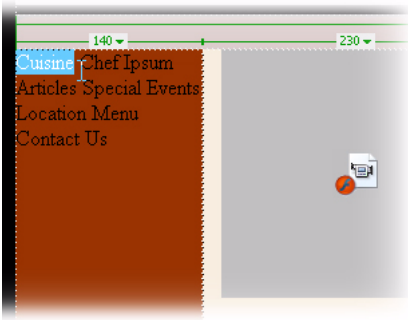 140 230
Cuisine Chef Ipsum
Articles Special Events
Location Menu
Contact Us